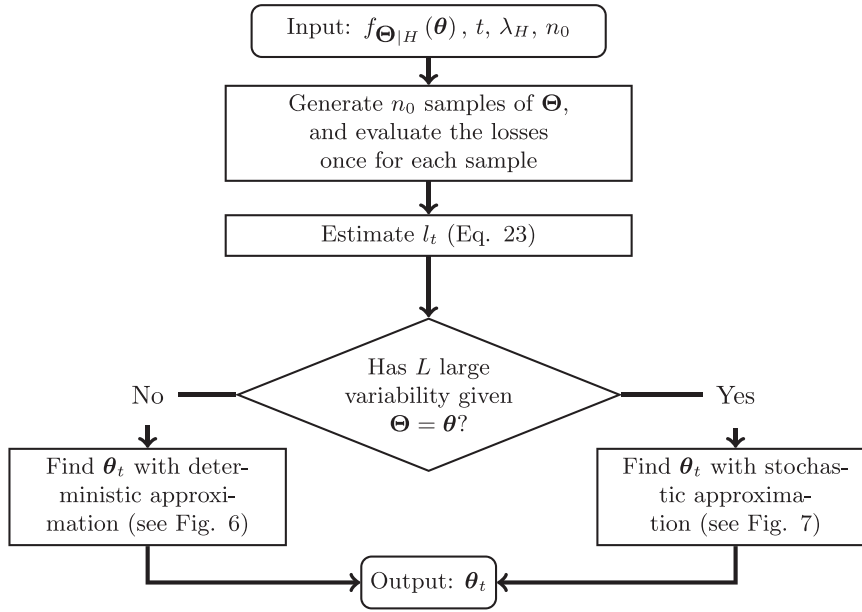 Input: f_{𝚯|H}(𝜽), t, λ_H, n_0
Generate n_0 samples of 𝚯,
and evaluate the losses
once for each sample
Estimate l_t (Eq. 23)
Has L large
variability given
𝚯 = 𝜽?
No
Yes
Find 𝜽_t with deter-
ministic approxi-
mation (see Fig. 6)
Find 𝜽_t with stochas-
tic approxima-
tion (see Fig. 7)
Output: 𝜽_t